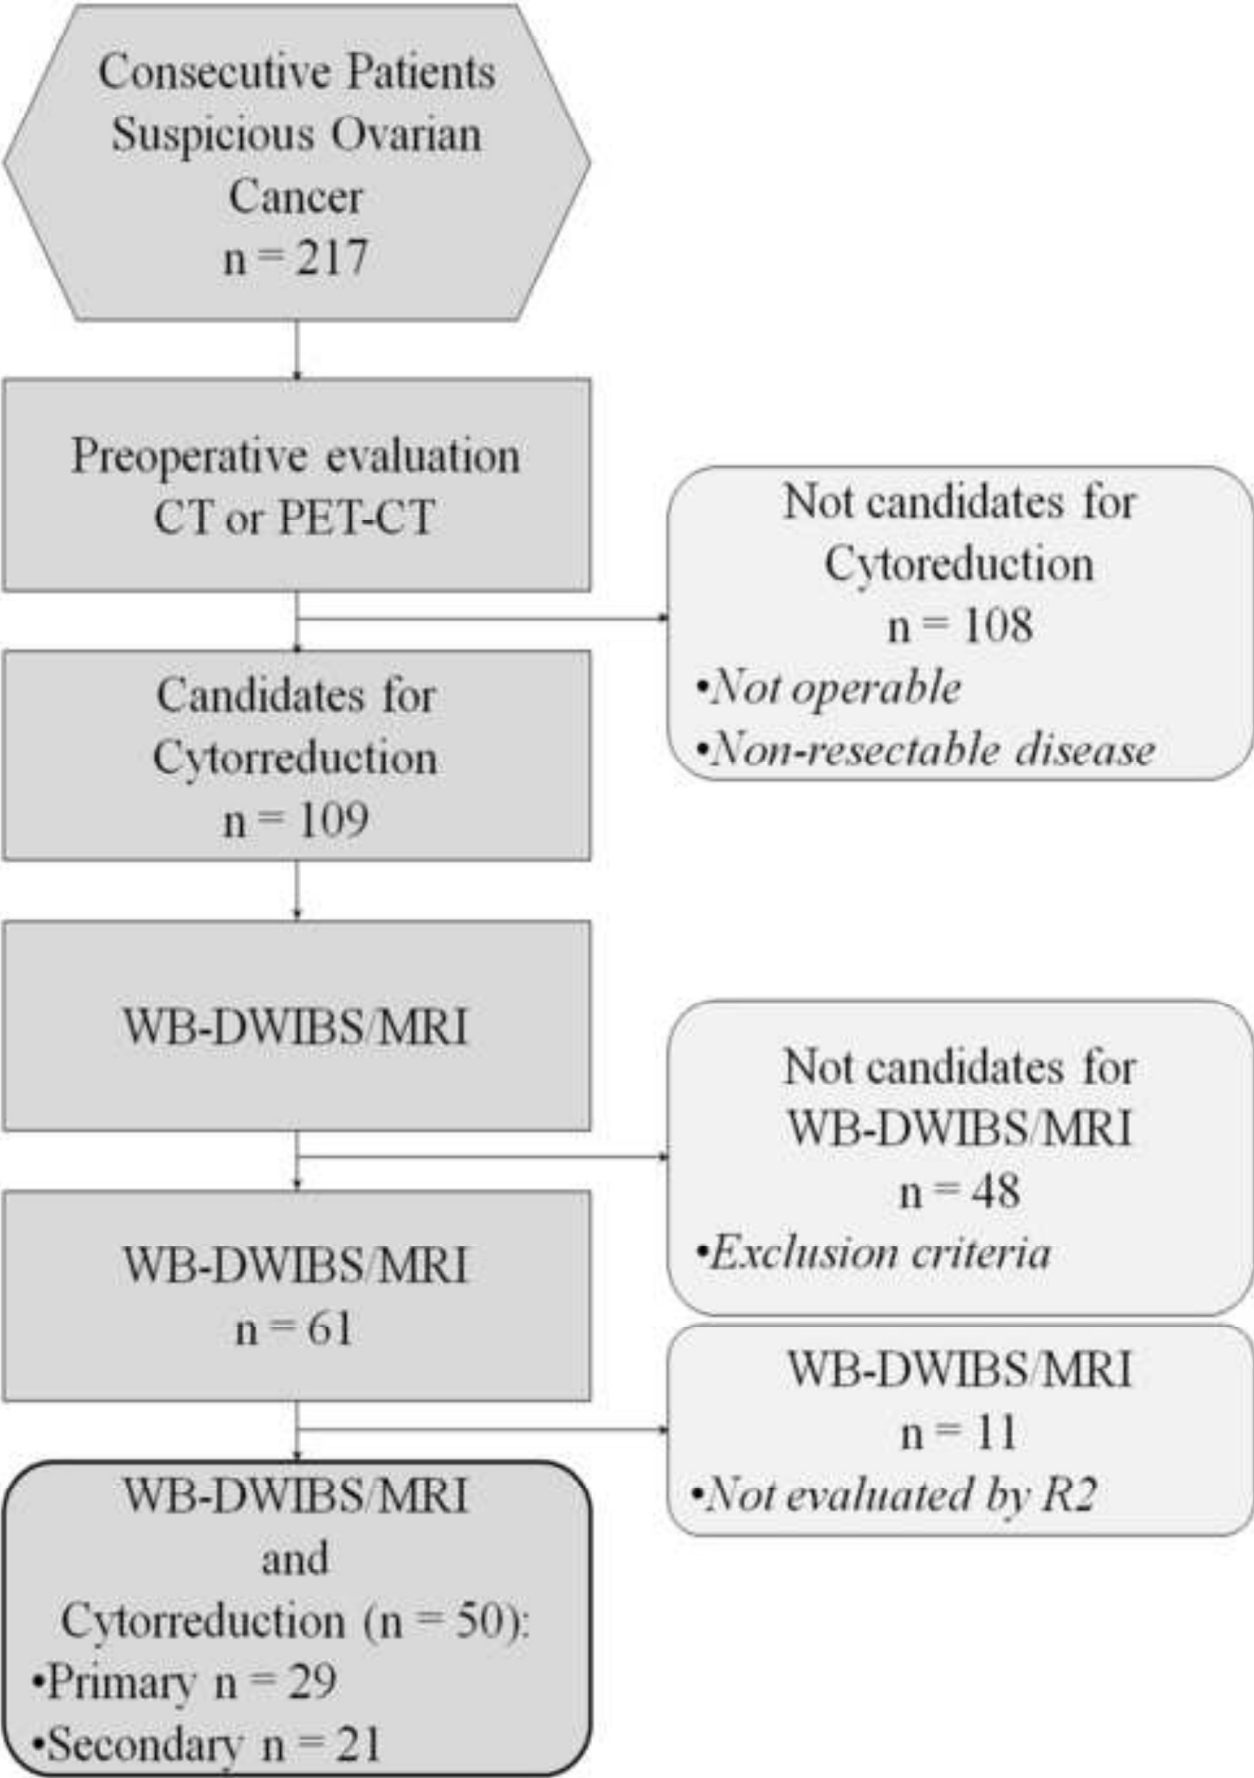 Consecutive Patients
Suspicious Ovarian
Cancer
n = 217
Preoperative evaluation
CT or PET-CT
Not candidates for
Cytoreduction
n = 108
•Not operable
•Non-resectable disease
Candidates for
Cytorreduction
n = 109
WB-DWIBS/MRI
Not candidates for
WB-DWIBS/MRI
n = 48
•Exclusion criteria
WB-DWIBS/MRI
n = 61
WB-DWIBS/MRI
n = 11
•Not evaluated by R2
WB-DWIBS/MRI
and
Cytorreduction (n = 50):
•Primary n = 29
•Secondary n = 21